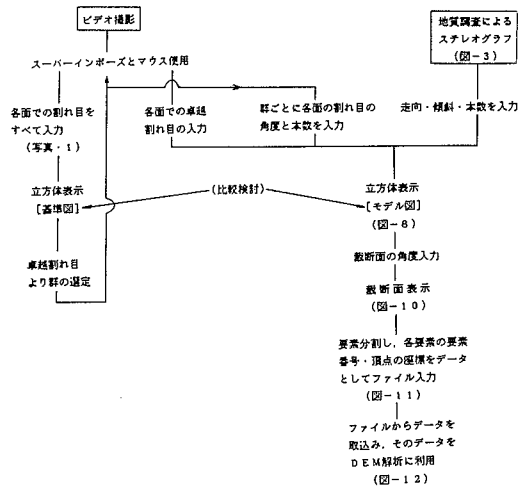 ビデオ撮影
地質調査による
ステレオグラフ
(図-3)
スーパーインポーズとマウス使用
各面での割れ目を
すべて入力
(写真・1)
各面での卓越
割れ目の入力
群ごとに各面の割れ目の
角度と本数を入力
走向・傾斜・本数を入力
立方体表示
[基準図]
(比較検討)
立方体表示
[モデル図]
(図-8)
卓越割れ目
より群の選定
截断面の角度入力
截断面表示
(図-10)
要素分割し、各要素の要素
番号・頂点の座標をデータ
としてファイル入力
(図-11)
ファイルからデータを
取込み、そのデータを
DEM解析に利用
(図-12)